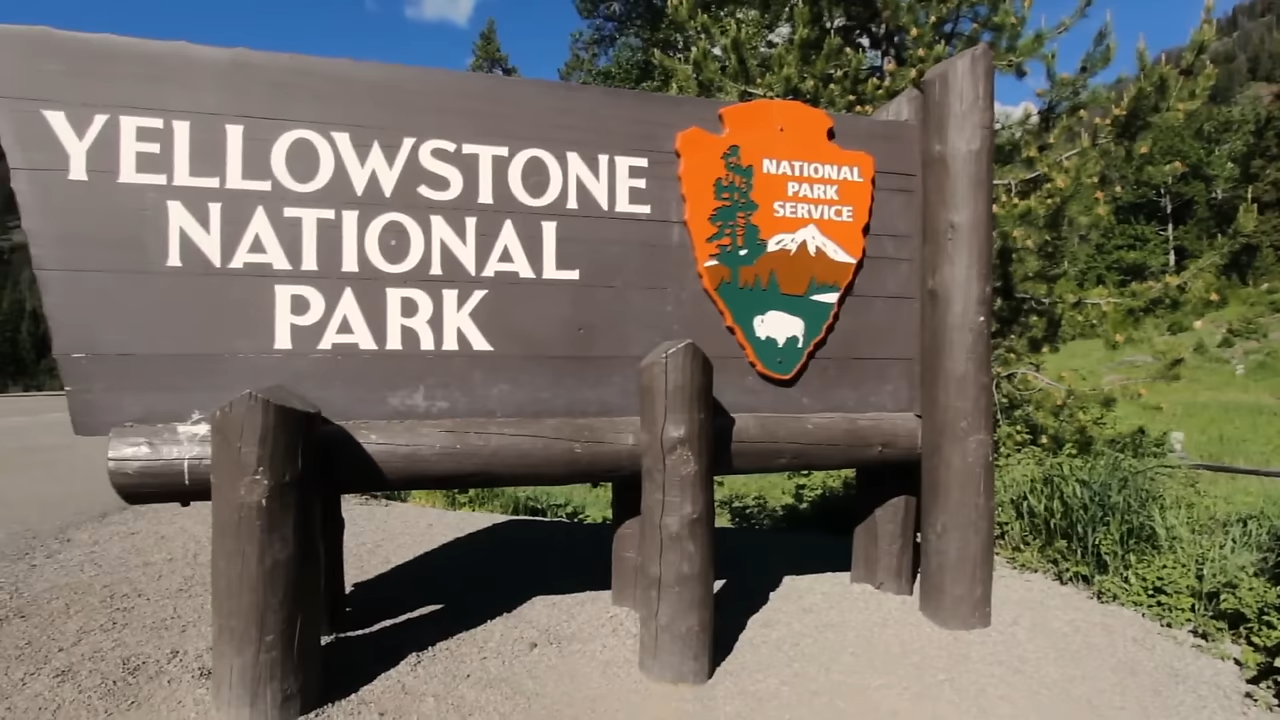 YELLOWSTONE
NATIONAL
PARK
NATIONAL
PARK
SERVICE